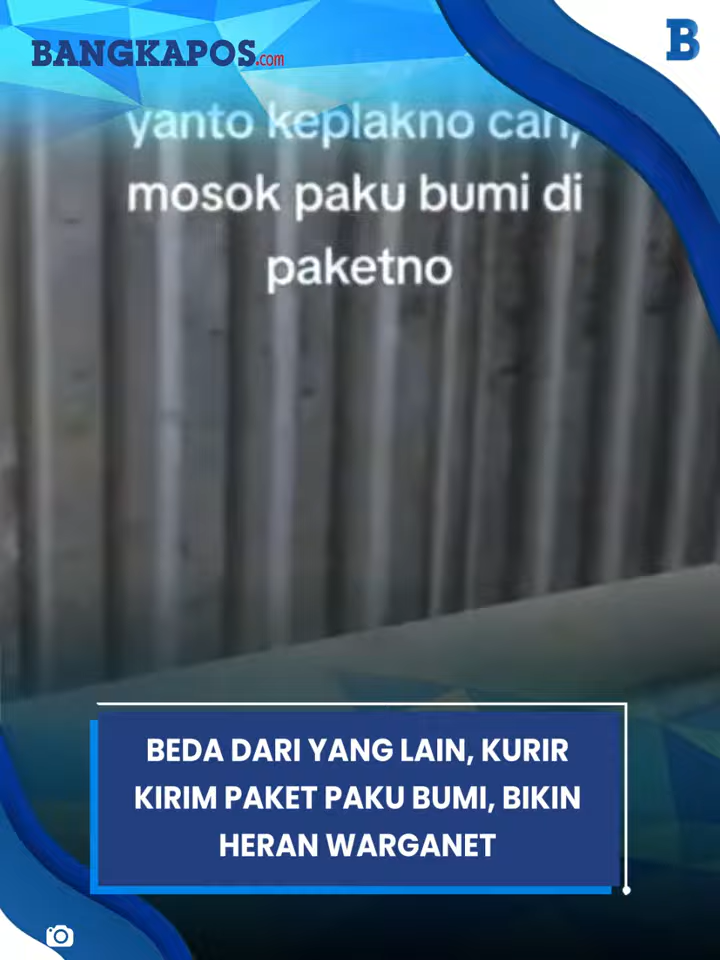 BANGKAPOS.com
B
yanto keplakno cah,
mosok paku bumi di
paketno
BEDA DARI YANG LAIN, KURIR
KIRIM PAKET PAKU BUMI, BIKIN
HERAN WARGANET